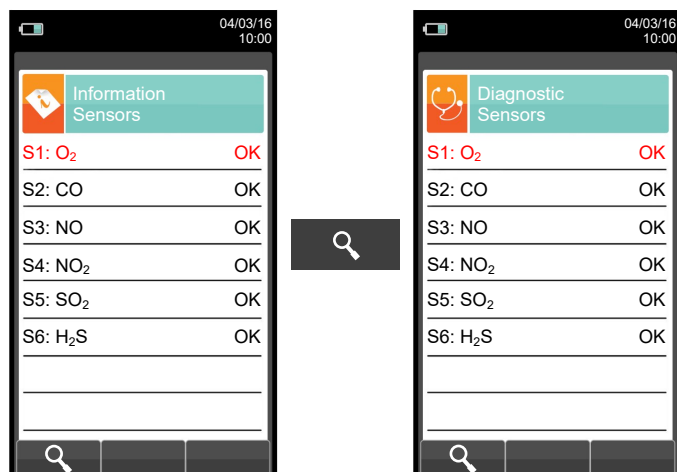 04/03/16
10:00
Information
Sensors
S1: O₂ OK
S2: CO OK
S3: NO OK
S4: NO₂ OK
S5: SO₂ OK
S6: H₂S OK
04/03/16
10:00
Diagnostic
Sensors
S1: O₂ OK
S2: CO OK
S3: NO OK
S4: NO₂ OK
S5: SO₂ OK
S6: H₂S OK